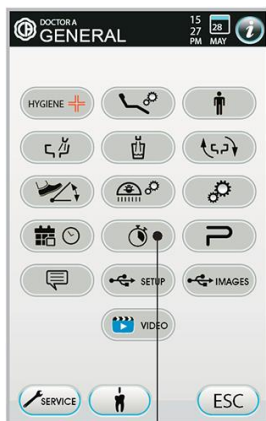 DOCTOR A
GENERAL
15
27
PM
28
MAY
i
HYGIENE
SETUP
IMAGES
VIDEO
SERVICE
ESC